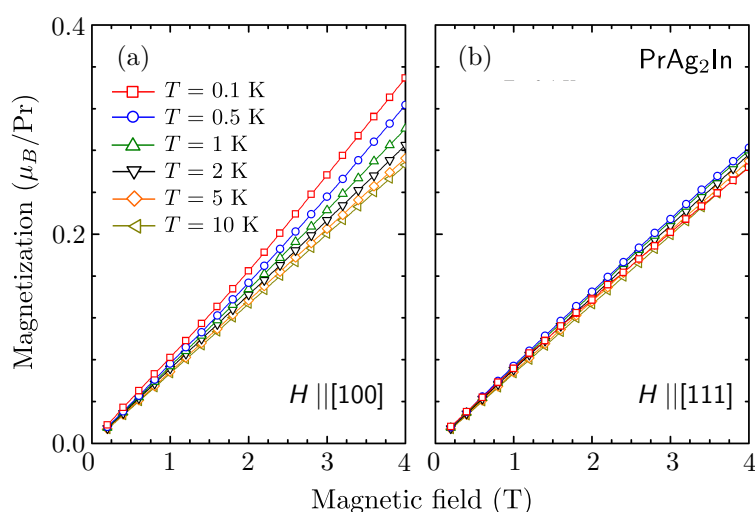 0.4
(a)
(b)
PrAg₂In
T = 0.1 K
T = 0.5 K
T = 1 K
T = 2 K
T = 5 K
T = 10 K
0.2
Magnetization (μB/Pr)
H ||[100]
H ||[111]
0.0
0 1 2 3 4 0 1 2 3 4
Magnetic field (T)